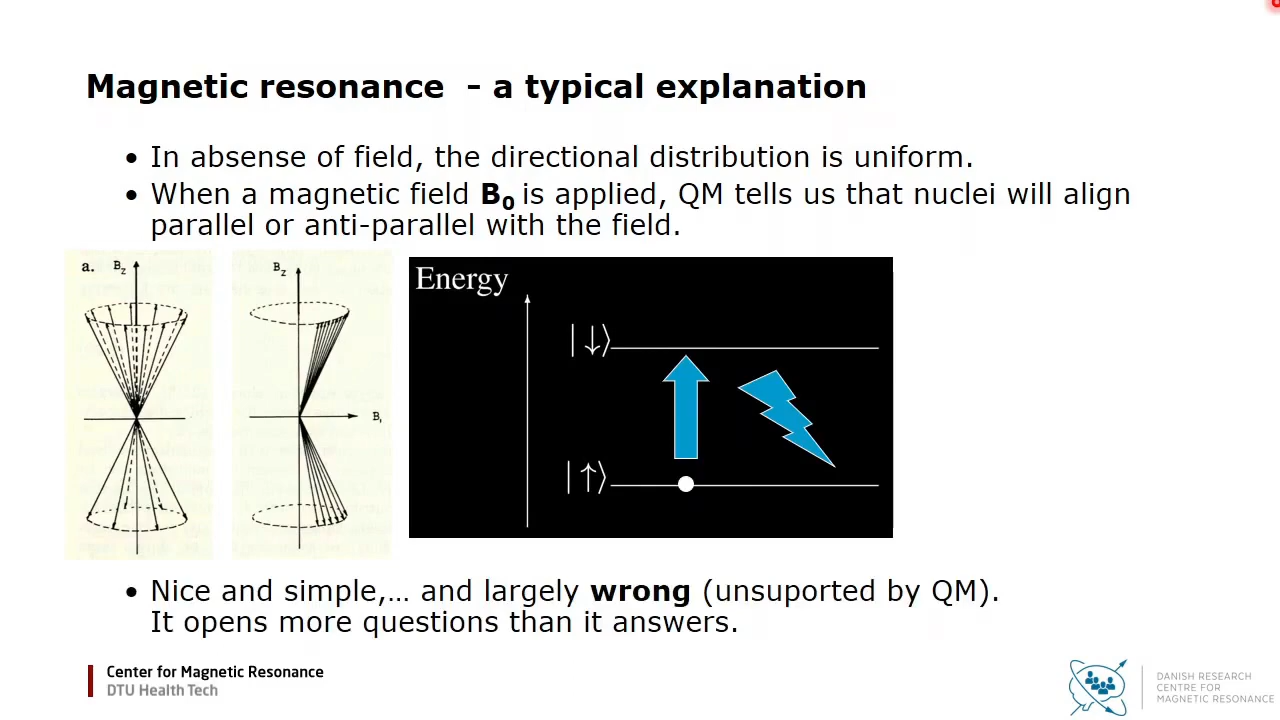 Magnetic resonance - a typical explanation
• In absense of field, the directional distribution is uniform.
• When a magnetic field B₀ is applied, QM tells us that nuclei will align
parallel or anti-parallel with the field.
a. B_z
B_z
B₁
Energy
|↓⟩
|↑⟩
• Nice and simple,… and largely wrong (unsuported by QM).
It opens more questions than it answers.
Center for Magnetic Resonance
DTU Health Tech
DANISH RESEARCH
CENTRE FOR
MAGNETIC RESONANCE